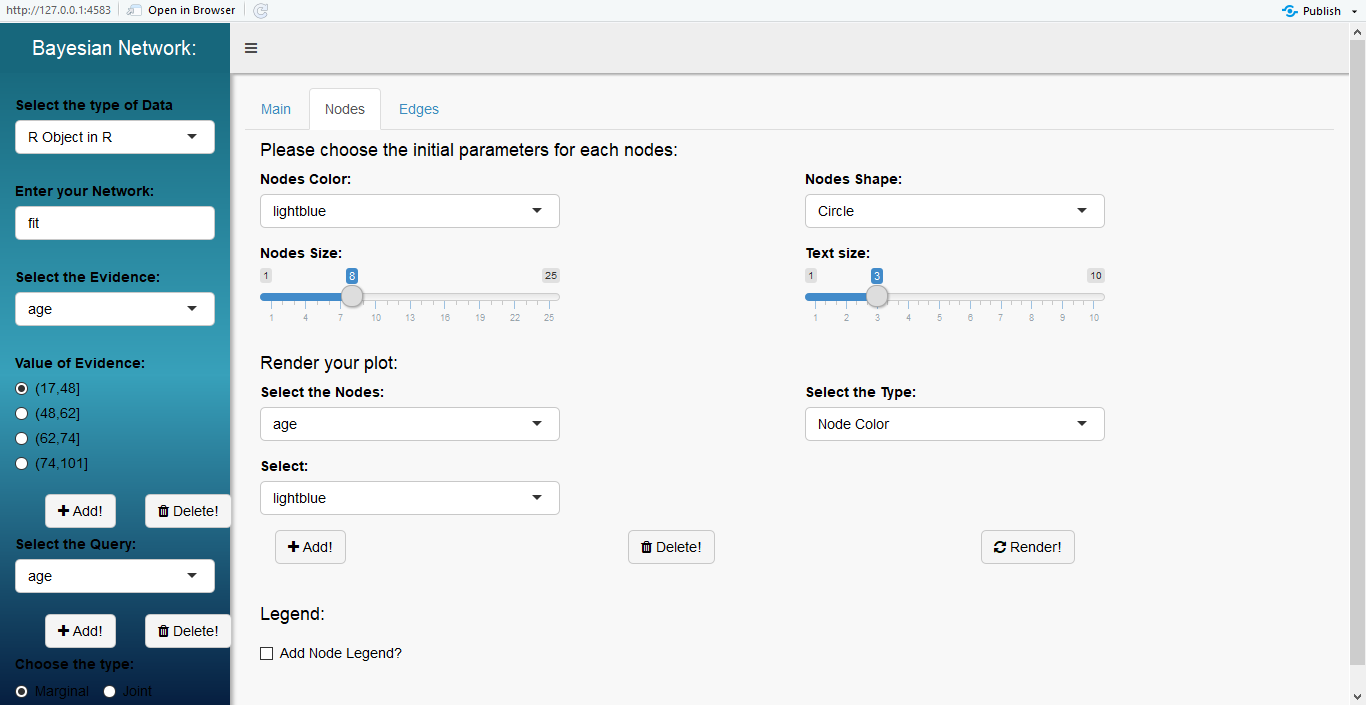 http://127.0.0.1:4583 Open in Browser Publish
Bayesian Network:
Select the type of Data
R Object in R
Enter your Network:
fit
Select the Evidence:
age
Value of Evidence:
(17,48]
(48,62]
(62,74]
(74,101]
Add! Delete!
Select the Query:
age
Add! Delete!
Choose the type:
Marginal Joint
Main Nodes Edges
Please choose the initial parameters for each nodes:
Nodes Color: Nodes Shape:
lightblue Circle
Nodes Size: Text size:
1 8 25 1 3 10
1 4 7 10 13 16 19 22 25 1 2 3 4 5 6 7 8 9 10
Render your plot:
Select the Nodes: Select the Type:
age Node Color
Select:
lightblue
Add! Delete! Render!
Legend:
Add Node Legend?